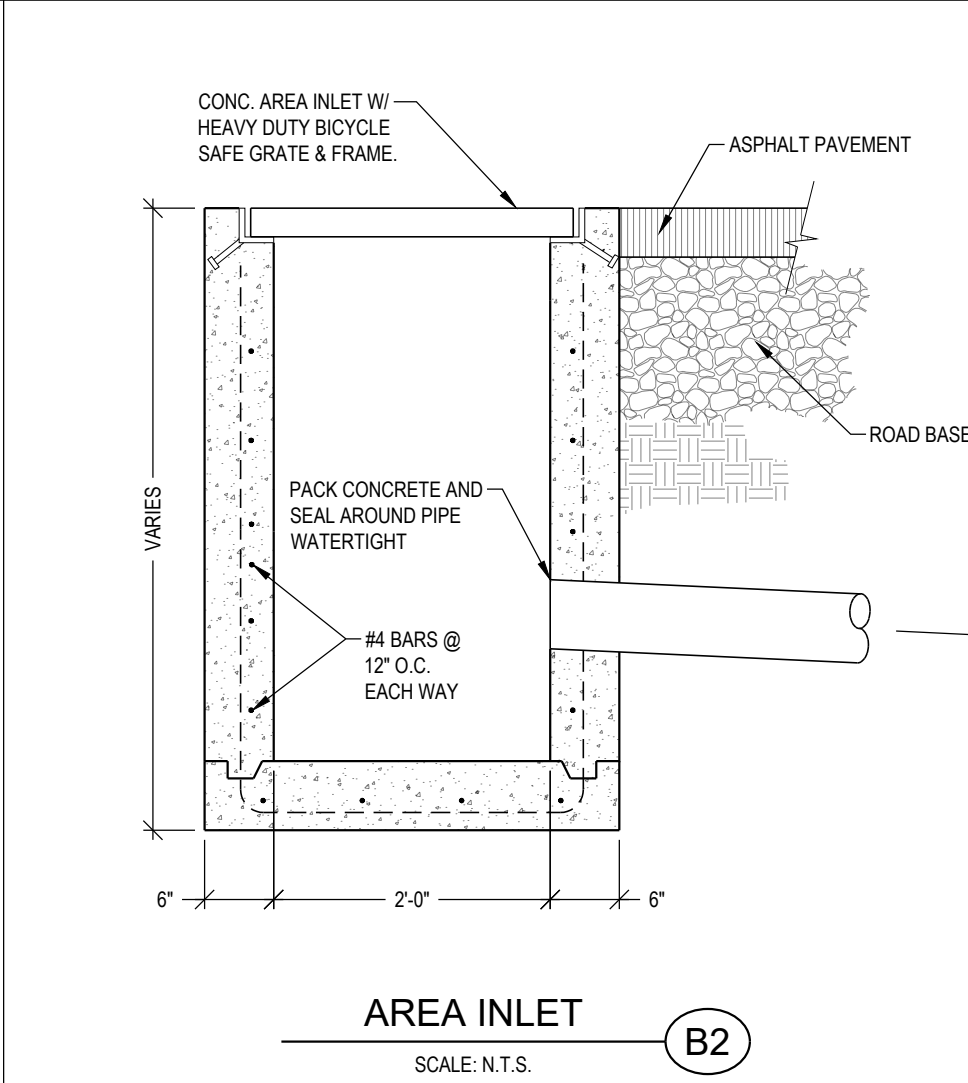 CONC. AREA INLET W/
HEAVY DUTY BICYCLE
SAFE GRATE & FRAME.
ASPHALT PAVEMENT
ROAD BASE
VARIES
PACK CONCRETE AND
SEAL AROUND PIPE
WATERTIGHT
#4 BARS @
12" O.C.
EACH WAY
6"
2'-0"
6"
AREA INLET
B2
SCALE: N.T.S.